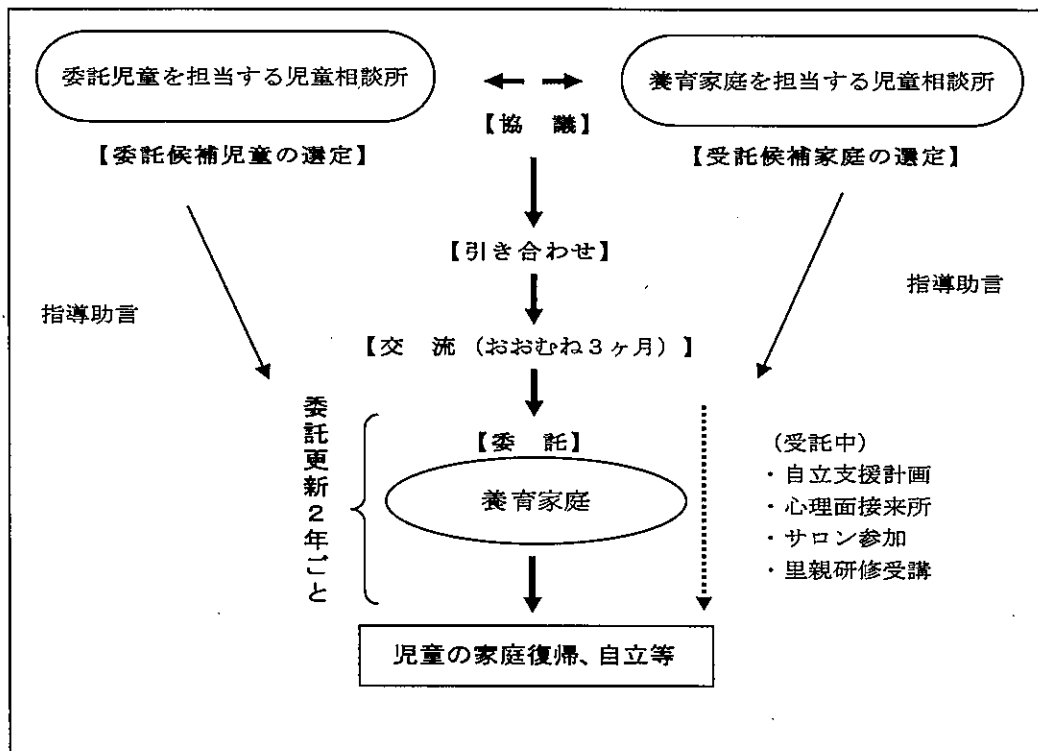 委託児童を担当する児童相談所
養育家庭を担当する児童相談所
【協　議】
【委託候補児童の選定】
【受託候補家庭の選定】
【引き合わせ】
指導助言
指導助言
【交　流（おおむね３ヶ月）】
委託更新２年ごと
【委　託】
養育家庭
（受託中）
・自立支援計画
・心理面接来所
・サロン参加
・里親研修受講
児童の家庭復帰、自立等